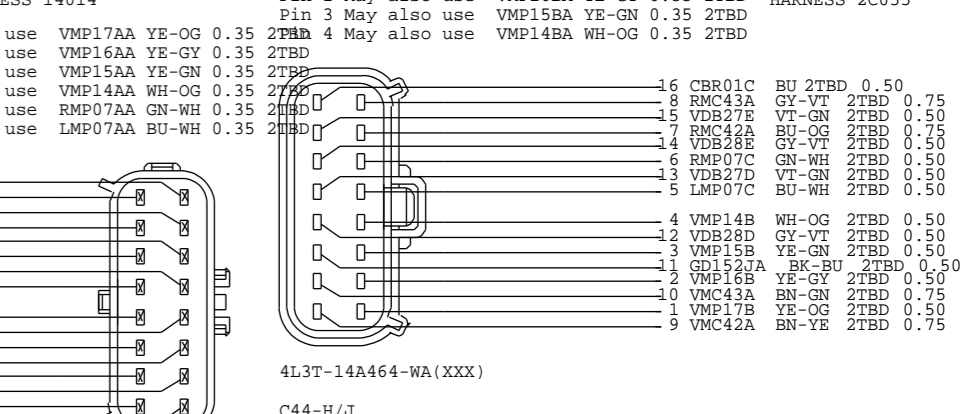 ESS 14014
HARNESS 2C055
Pin 3 May also use VMP15BA YE-GN 0.35 2TBD
Pin 4 May also use VMP14BA WH-OG 0.35 2TBD
use VMP17AA YE-OG 0.35 2TBD
use VMP16AA YE-GY 0.35 2TBD
use VMP15AA YE-GN 0.35 2TBD
use VMP14AA WH-OG 0.35 2TBD
use RMP07AA GN-WH 0.35 2TBD
use LMP07AA BU-WH 0.35 2TBD
16 CBR01C BU 2TBD 0.50
8 RMC43A GY-VT 2TBD 0.75
15 VDB27E VT-GN 2TBD 0.50
7 RMC42A BU-OG 2TBD 0.75
14 VDB28E GY-VT 2TBD 0.50
6 RMP07C GN-WH 2TBD 0.50
13 VDB27D VT-GN 2TBD 0.50
5 LMP07C BU-WH 2TBD 0.50
4 VMP14B WH-OG 2TBD 0.50
12 VDB28D GY-VT 2TBD 0.50
3 VMP15B YE-GN 2TBD 0.50
11 GD152JA BK-BU 2TBD 0.50
2 VMP16B YE-GY 2TBD 0.50
10 VMC43A BN-GN 2TBD 0.75
1 VMP17B YE-OG 2TBD 0.50
9 VMC42A BN-YE 2TBD 0.75
4L3T-14A464-WA(XXX)
C44-H/J